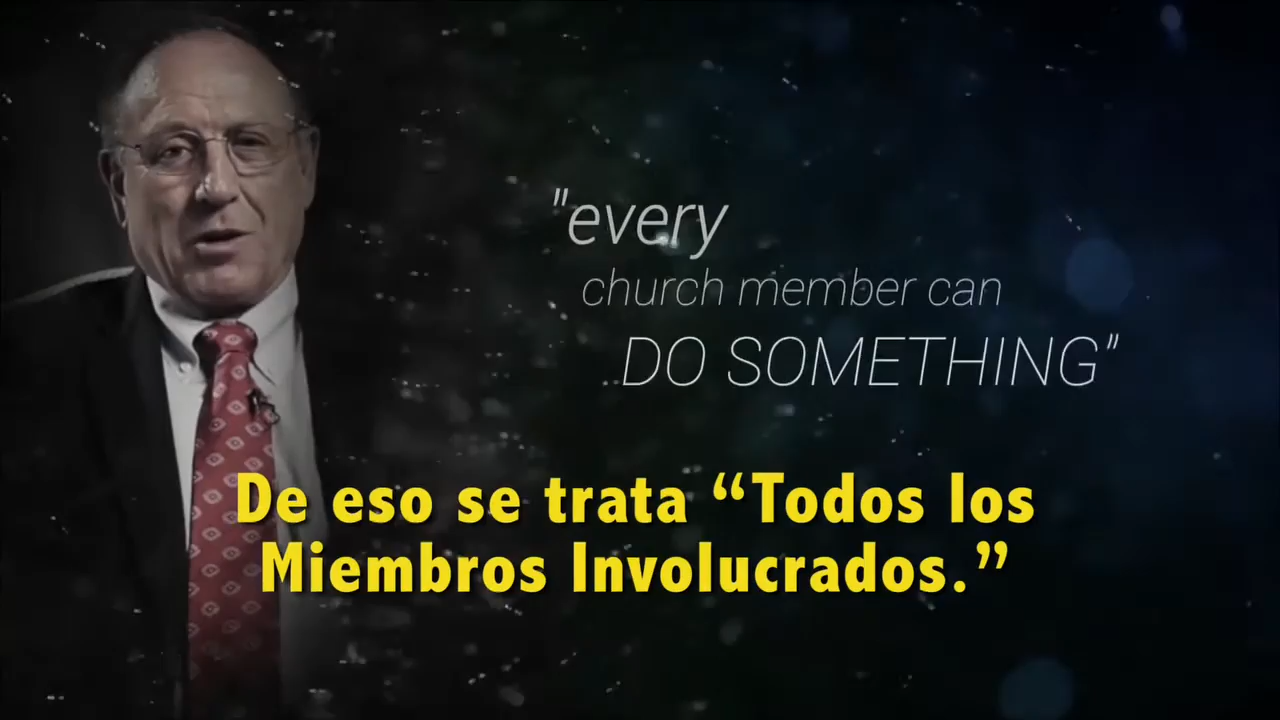 "every
church member can
DO SOMETHING"
De eso se trata “Todos los
Miembros Involucrados.”